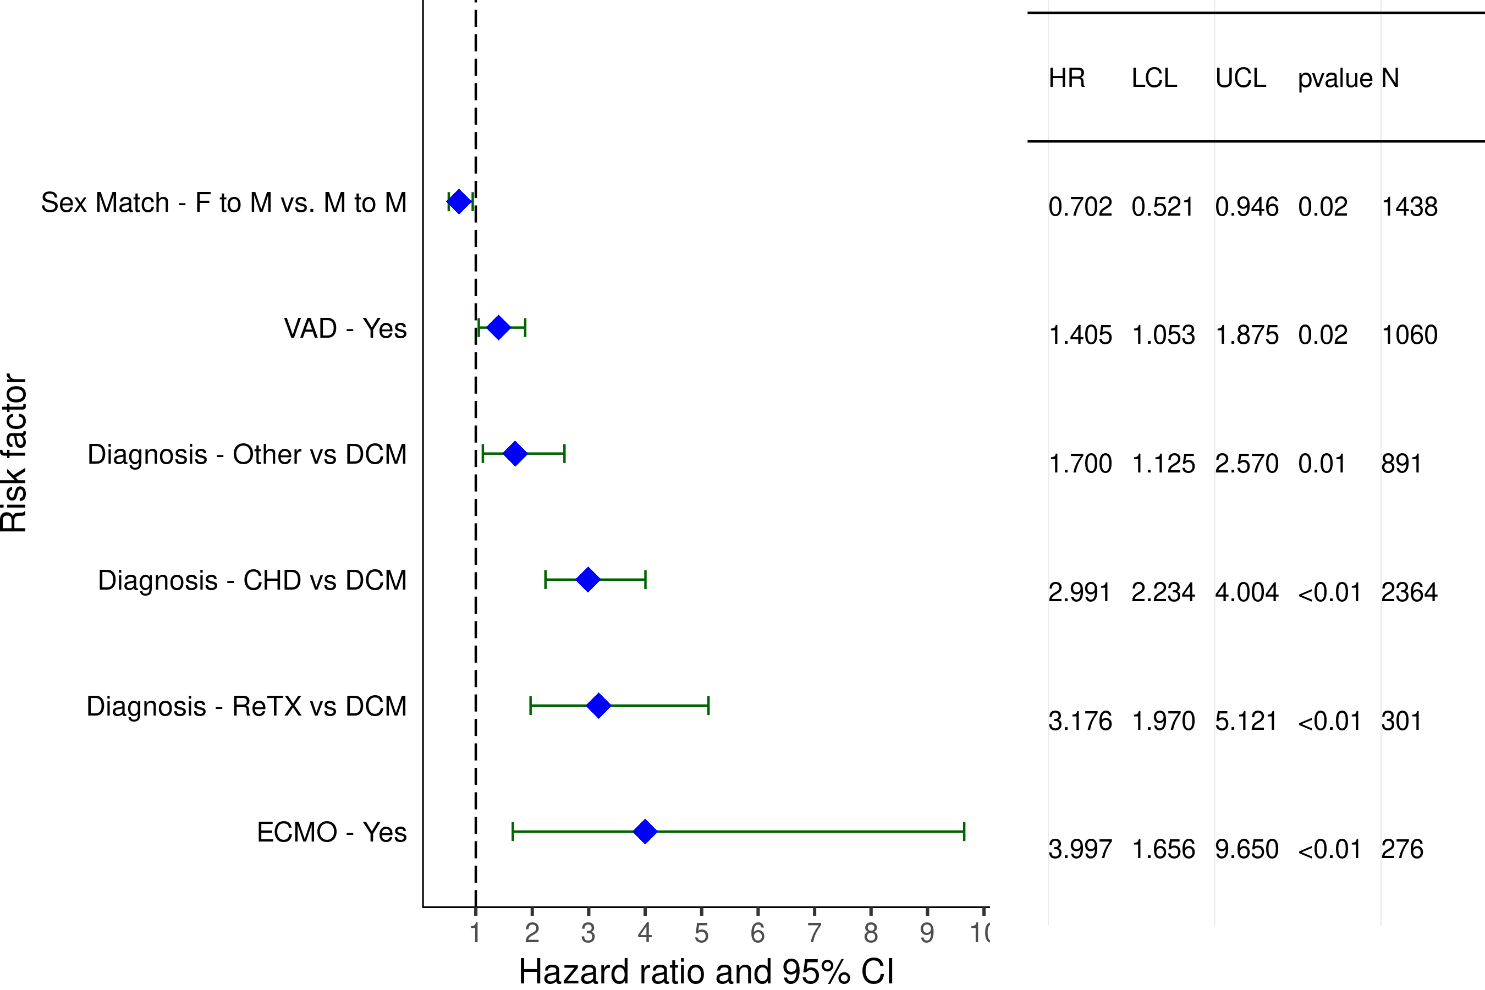 HR LCL UCL pvalue N
Sex Match - F to M vs. M to M 0.702 0.521 0.946 0.02 1438
VAD - Yes 1.405 1.053 1.875 0.02 1060
Diagnosis - Other vs DCM 1.700 1.125 2.570 0.01 891
Diagnosis - CHD vs DCM 2.991 2.234 4.004 <0.01 2364
Diagnosis - ReTX vs DCM 3.176 1.970 5.121 <0.01 301
ECMO - Yes 3.997 1.656 9.650 <0.01 276
Risk factor
1 2 3 4 5 6 7 8 9 10
Hazard ratio and 95% CI